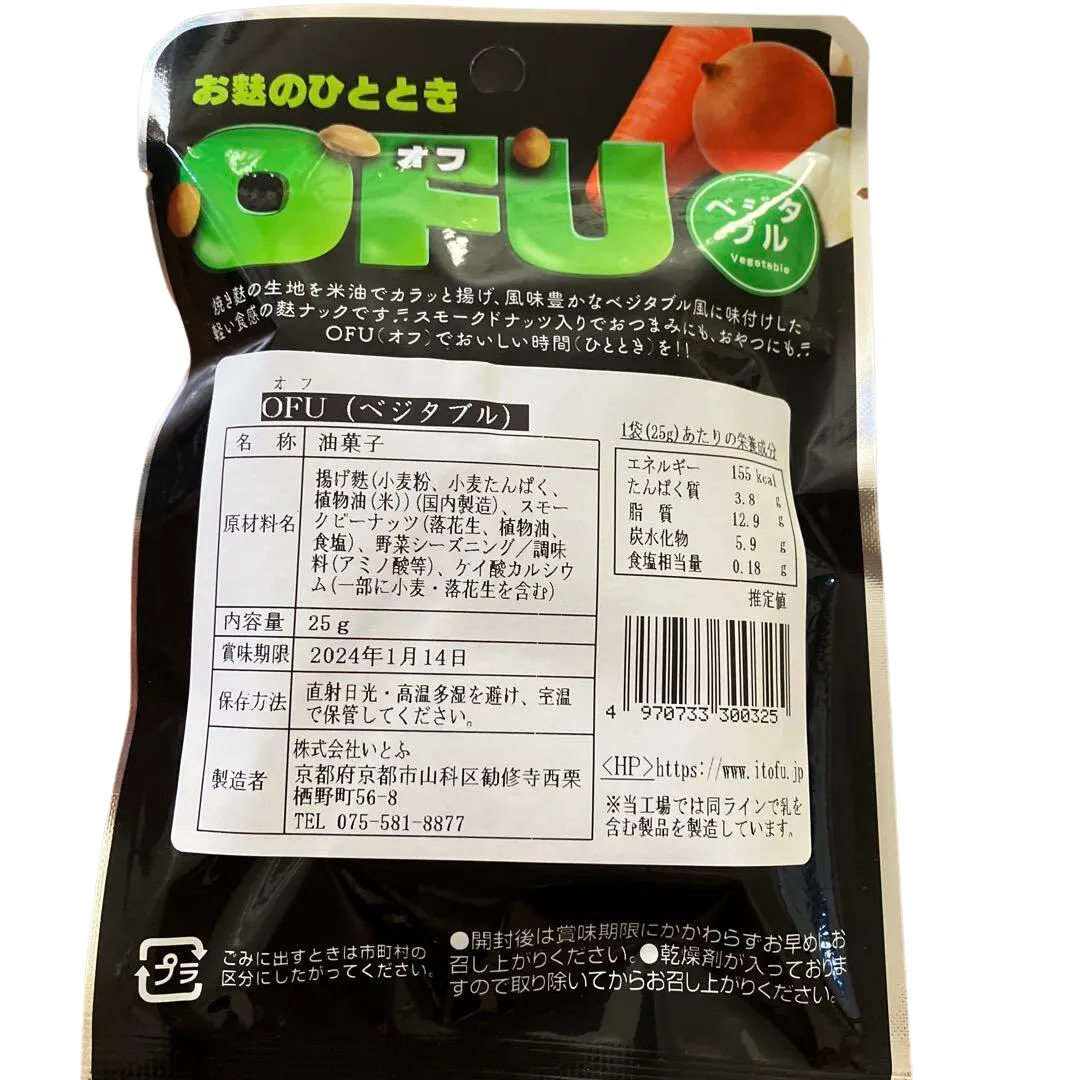 お麩のひととき
オフ
OFU
ベジタ
ブル
Vegetable
焼き麩の生地を米油でカラッと揚げ、風味豊かなベジタブル風に味付けした
軽い食感の麩ナックです♬スモークドナッツ入りでおつまみにも、おやつにも♬
OFU(オフ)でおいしい時間(ひととき)を!!
オフ
OFU (ベジタブル)
名 称 油菓子
原材料名 揚げ麩(小麦粉、小麦たんぱく、
植物油(米))(国内製造)、スモー
クピーナッツ(落花生、植物油、
食塩)、野菜シーズニング/調味
料(アミノ酸等)、ケイ酸カルシウ
ム(一部に小麦・落花生を含む)
内容量 25g
賞味期限 2024年1月14日
保存方法 直射日光・高温多湿を避け、室温
で保管してください。
製造者 株式会社いとふ
京都府京都市山科区勧修寺西栗
栖野町56-8
TEL 075-581-8877
1袋(25g)あたりの栄養成分
エネルギー 155 kcal
たんぱく質 3.8 g
脂 質 12.9 g
炭水化物 5.9 g
食塩相当量 0.18 g
推定値
4 970733 300325
<HP>https://www.itofu.jp
※当工場では同ラインで乳を
含む製品を製造しています。
プラ
ごみに出すときは市町村の
区分にしたがってください。
●開封後は賞味期限にかかわらずお早めにお
召し上がりください。●乾燥剤が入っておりま
すので取り除いてからお召し上がりください。